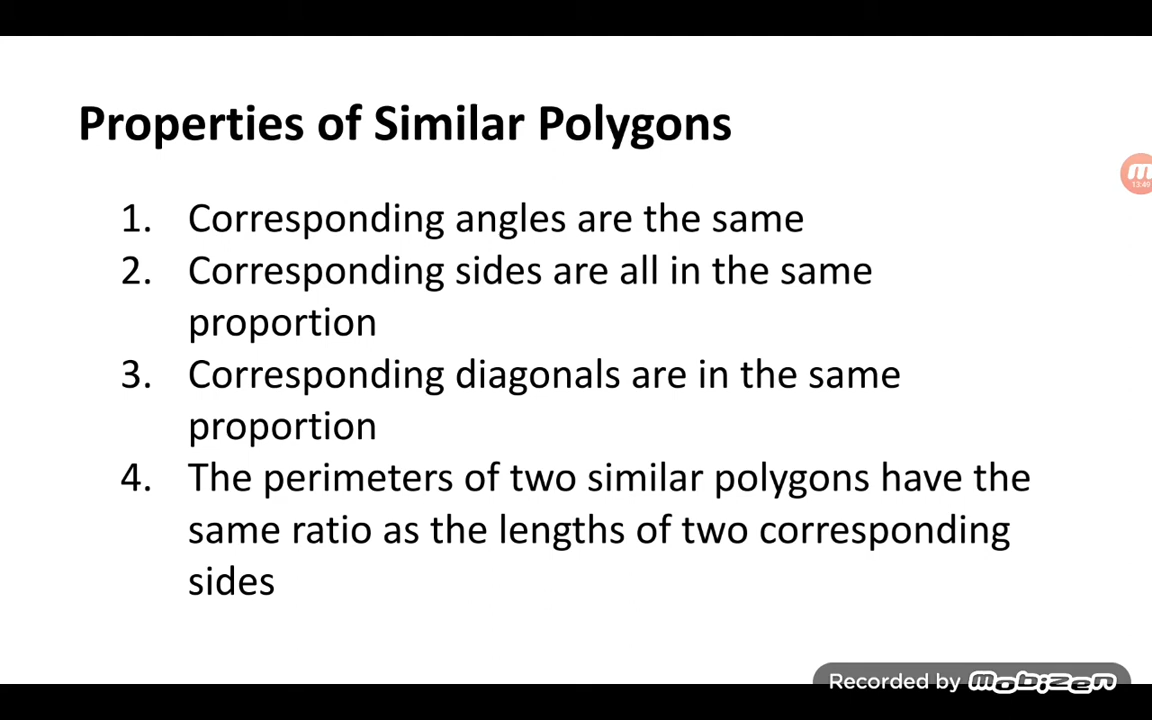 Properties of Similar Polygons
1. Corresponding angles are the same
2. Corresponding sides are all in the same
proportion
3. Corresponding diagonals are in the same
proportion
4. The perimeters of two similar polygons have the
same ratio as the lengths of two corresponding
sides
m
13:49
Recorded by mobizen